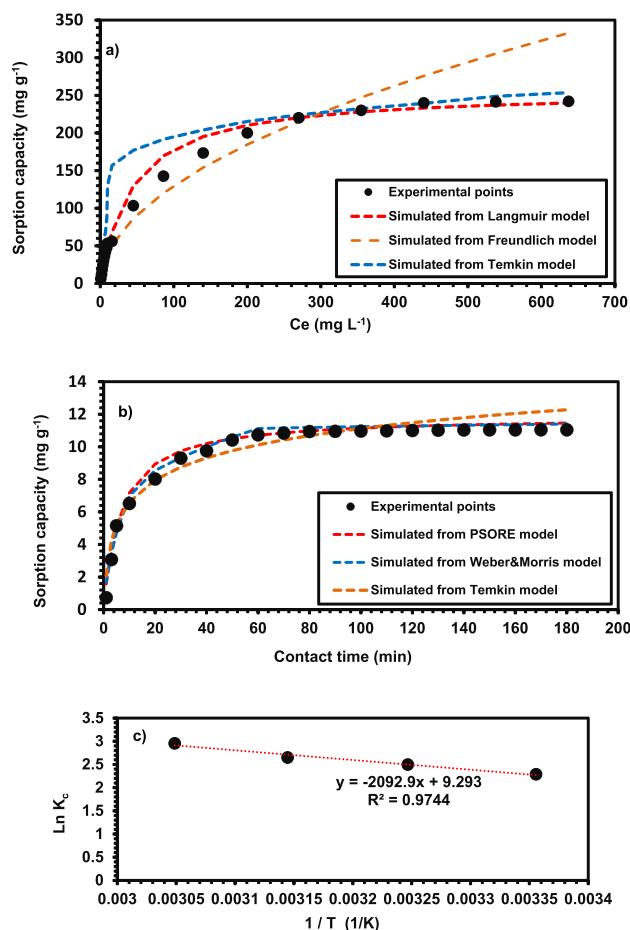 a)
Sorption capacity (mg g⁻¹)
350
300
250
200
150
100
50
0
Experimental points
Simulated from Langmuir model
Simulated from Freundlich model
Simulated from Temkin model
0 100 200 300 400 500 600 700
Ce (mg L⁻¹)
b)
Sorption capacity (mg g⁻¹)
14
12
10
8
6
4
2
0
Experimental points
Simulated from PSORE model
Simulated from Weber&Morris model
Simulated from Temkin model
0 20 40 60 80 100 120 140 160 180 200
Contact time (min)
c)
Ln K꜀
3.5
3
2.5
2
1.5
1
0.5
0
y = -2092.9x + 9.293
R² = 0.9744
0.003 0.00305 0.0031 0.00315 0.0032 0.00325 0.0033 0.00335 0.0034
1 / T (1/K)